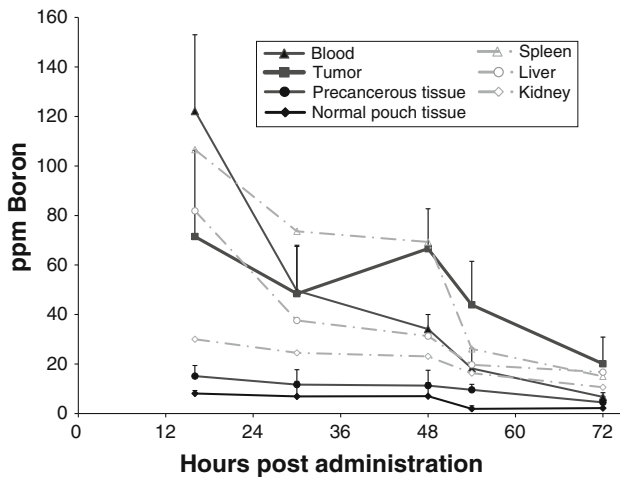 160
140
120
100
80
60
40
20
0
ppm Boron
Blood
Tumor
Precancerous tissue
Normal pouch tissue
Spleen
Liver
Kidney
0 12 24 36 48 60 72
Hours post administration